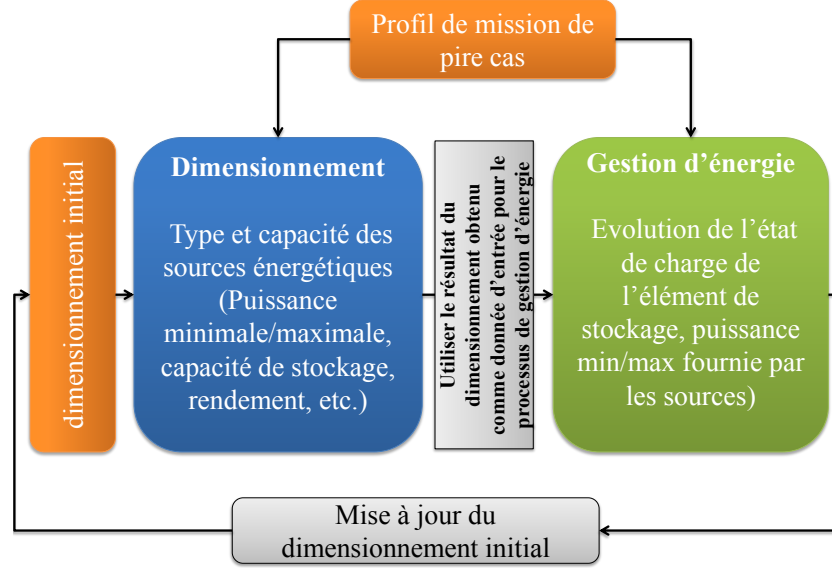 Profil de mission de
pire cas
dimensionnement initial
Dimensionnement
Type et capacité des
sources énergétiques
(Puissance
minimale/maximale,
capacité de stockage,
rendement, etc.)
Utiliser le résultat du
dimensionnement obtenu
comme donnée d'entrée pour le
processus de gestion d'énergie
Gestion d'énergie
Evolution de l'état
de charge de
l'élément de
stockage, puissance
min/max fournie par
les sources)
Mise à jour du
dimensionnement initial